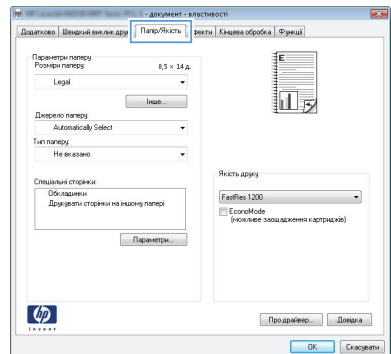 - документ - властивості
Додатково Швидкий виклик дру Папір/Якість фекти Кінцева обробка Функції
Параметри паперу
Розміри паперу: 8,5 × 14 д.
Legal
Інше...
Джерело паперу:
Automatically Select
Тип паперу:
Не вказано
Спеціальні сторінки:
Обкладинки
Друкувати сторінки на іншому папері
Параметри...
E
Якість друку
FastRes 1200
EconoMode
(можливе заощадження картриджів)
hp
invent
Про драйвер... Довідка
OK Скасувати